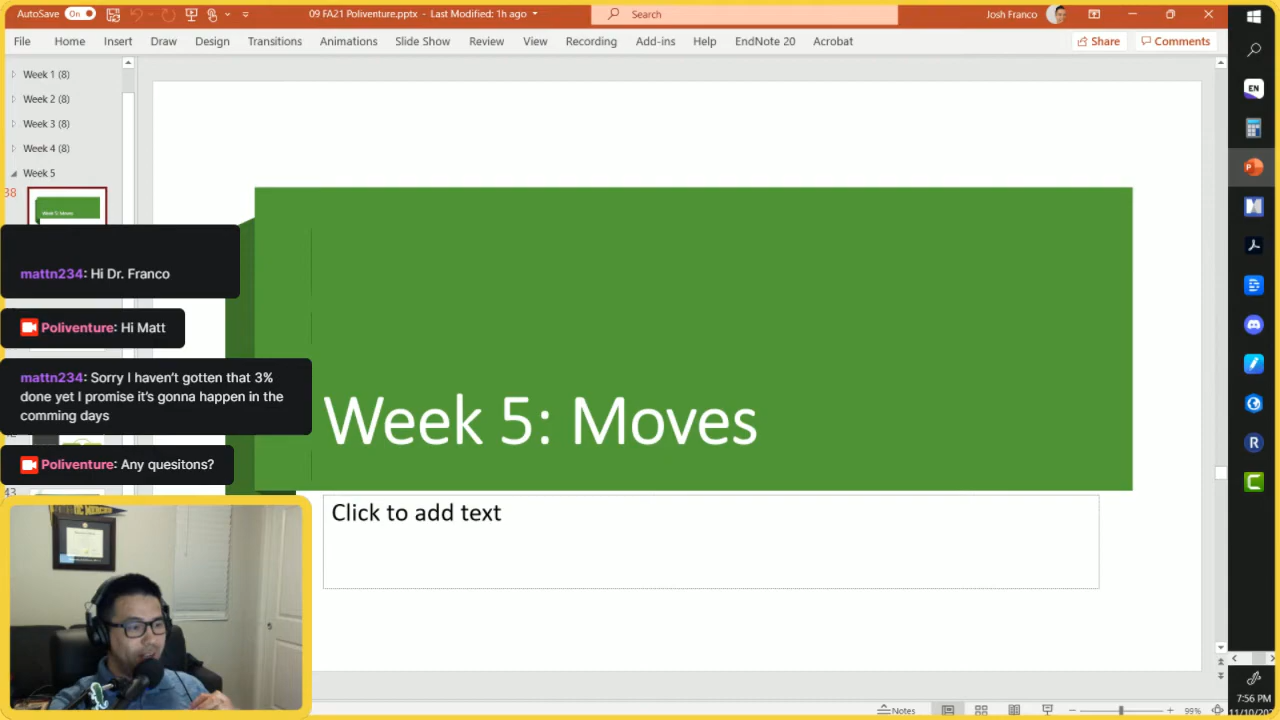 AutoSave On
09 FA21 Poliventure.pptx - Last Modified: 1h ago
Search
Josh Franco
File Home Insert Draw Design Transitions Animations Slide Show Review View Recording Add-ins Help EndNote 20 Acrobat
Share
Comments
Week 1 (8)
Week 2 (8)
Week 3 (8)
Week 4 (8)
Week 5
38
Week 5: Moves
mattn234: Hi Dr. Franco
Poliventure: Hi Matt
mattn234: Sorry I haven't gotten that 3%
done yet I promise it's gonna happen in the
comming days
Poliventure: Any quesitons?
43
Week 5: Moves
Click to add text
EN
R
Notes
99%
7:56 PM